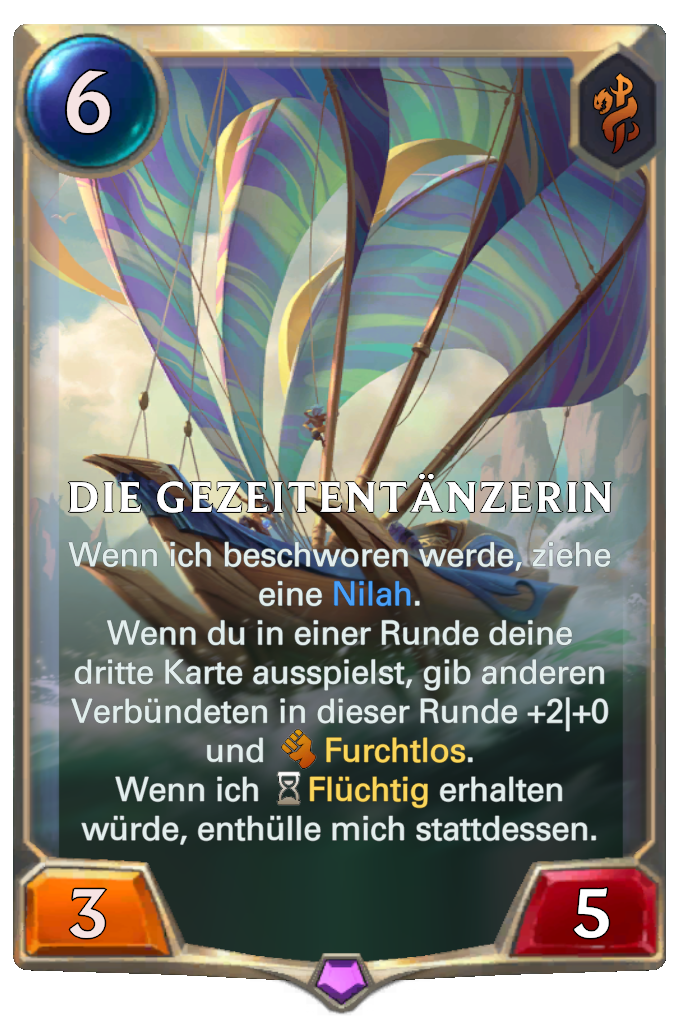 6
DIE GEZEITENTÄNZERIN
Wenn ich beschworen werde, ziehe
eine Nilah.
Wenn du in einer Runde deine
dritte Karte ausspielst, gib anderen
Verbündeten in dieser Runde +2|+0
und Furchtlos.
Wenn ich Flüchtig erhalten
würde, enthülle mich stattdessen.
3
5